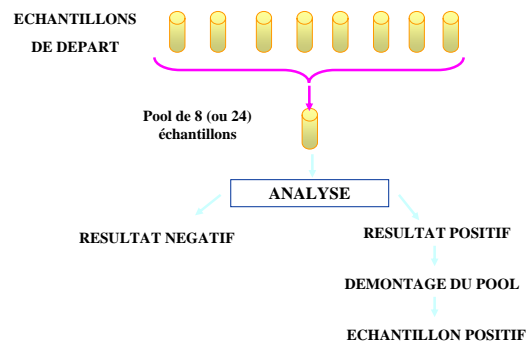 ECHANTILLONS
DE DEPART
Pool de 8 (ou 24)
échantillons
ANALYSE
RESULTAT NEGATIF
RESULTAT POSITIF
DEMONTAGE DU POOL
ECHANTILLON POSITIF